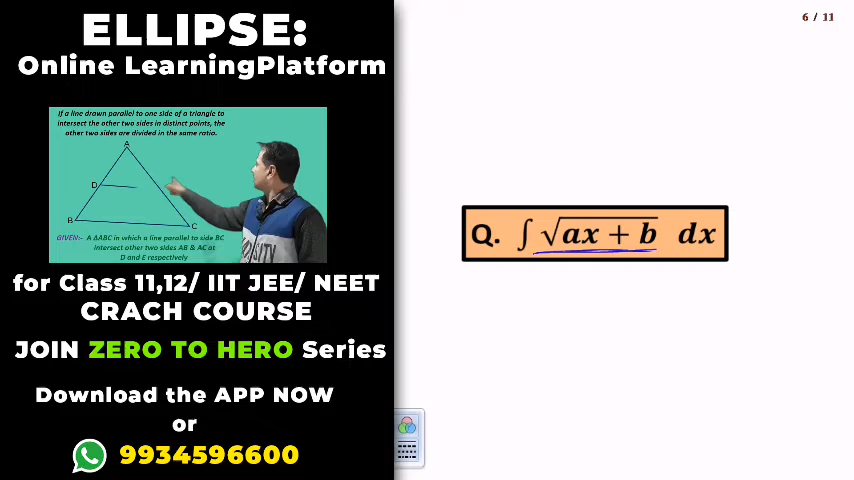 ELLIPSE:
Online LearningPlatform
If a line drawn parallel to one side of a triangle to
intersect the other two sides in distinct points, the
other two sides are divided in the same ratio.
A
D
B
C
GIVEN:- A ΔABC in which a line parallel to side BC
intersect other two sides AB & AC at
D and E respectively
for Class 11,12/ IIT JEE/ NEET
CRACH COURSE
JOIN ZERO TO HERO Series
Download the APP NOW
or
9934596600
6 / 11
Q. ∫ √(ax + b) dx